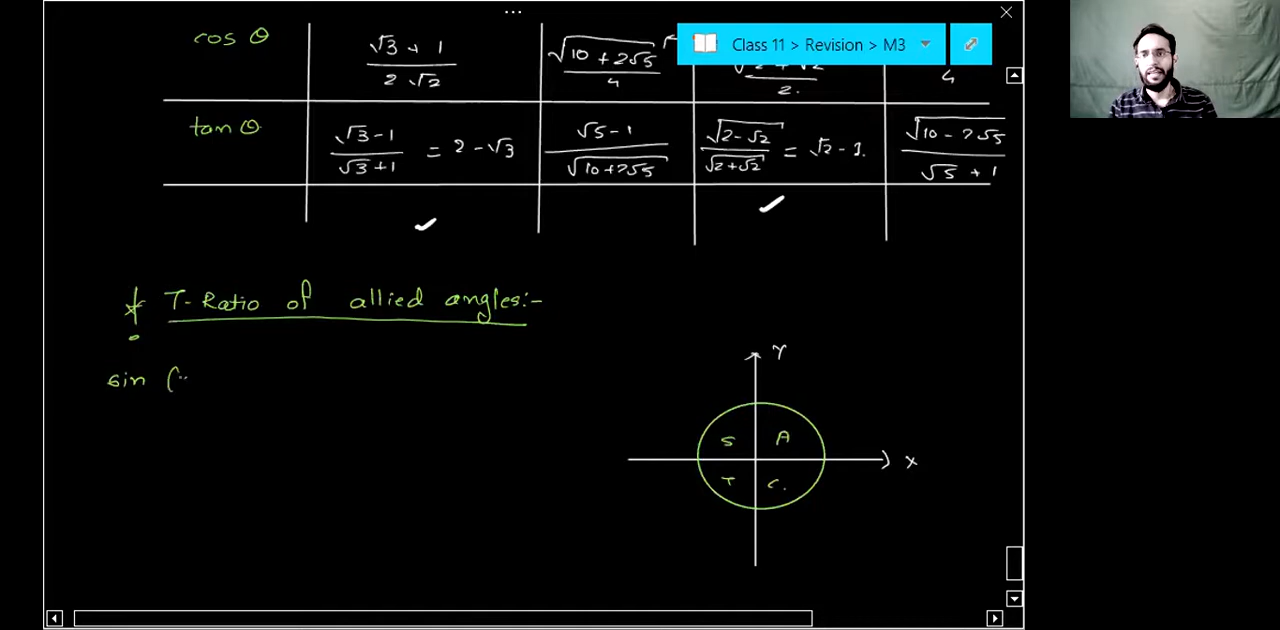 ...
Class 11 > Revision > M3
cos θ √3 + 1 / 2√2 √10 + 2√5 / 4 / 2. 4
tan θ. √3 - 1 / √3 + 1 = 2 - √3 √5 - 1 / √10 + 2√5 √2 - √2 / √2 + √2 = √2 - 1. √10 - 2√5 / √5 + 1
* T-Ratio of allied angles:-
Y
sin (
S A
X
T C.